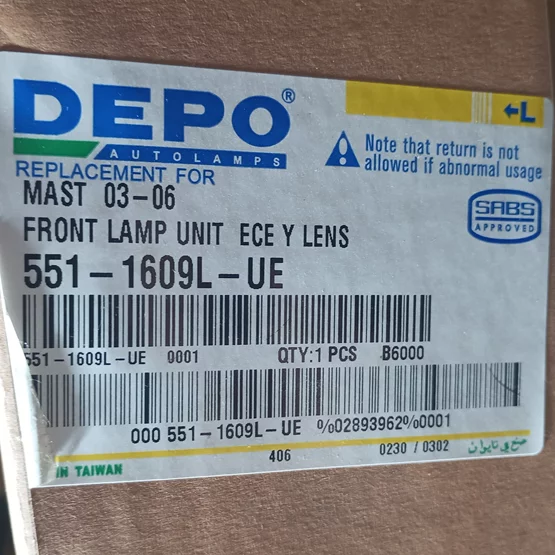 DEPO®
AUTOLAMPS
←L
Note that return is not
allowed if abnormal usage
REPLACEMENT FOR
MAST 03-06
FRONT LAMP UNIT ECE Y LENS
SABS
APPROVED
551-1609L-UE
551-1609L-UE 0001 QTY:1 PCS B6000
000 551-1609L-UE %02893962%0001
406 0230 / 0302
IN TAIWAN